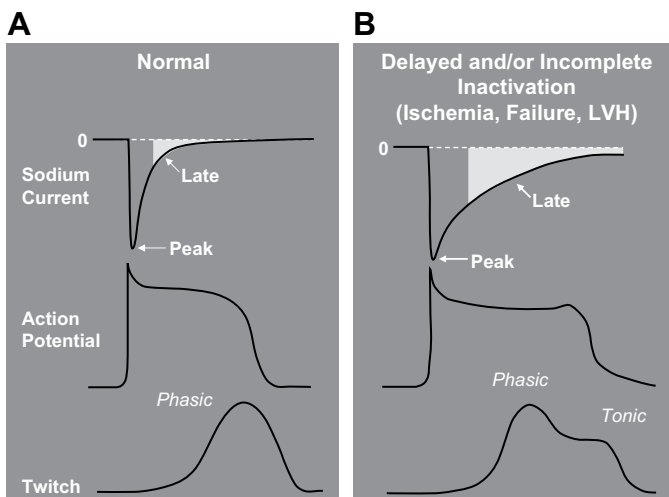 A
Normal
0
Late
Sodium
Current
Peak
Action
Potential
Phasic
Twitch
B
Delayed and/or Incomplete
Inactivation
(Ischemia, Failure, LVH)
0
Late
Peak
Phasic
Tonic